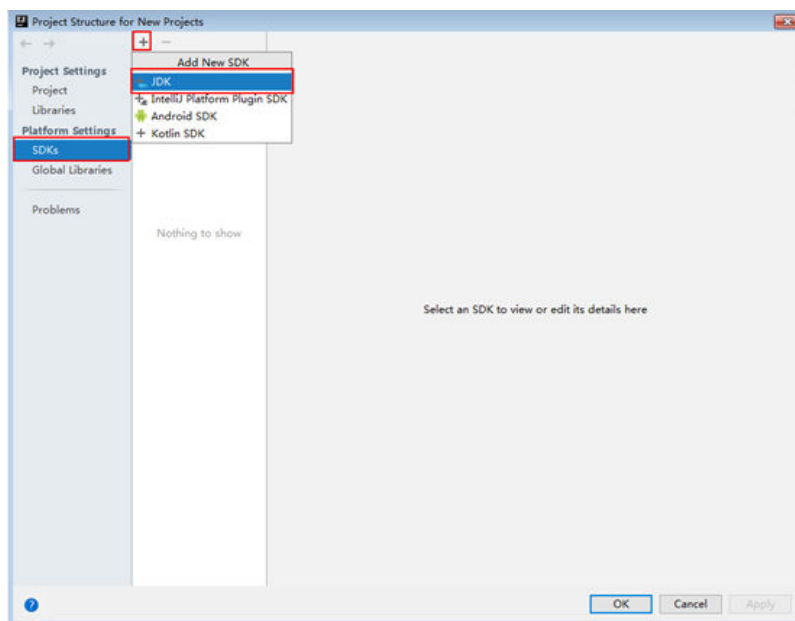 Project Structure for New Projects
Add New SDK
JDK
IntelliJ Platform Plugin SDK
Android SDK
Kotlin SDK
Project Settings
Project
Libraries
Platform Settings
SDKs
Global Libraries
Problems
Nothing to show
Select an SDK to view or edit its details here
OK
Cancel
Apply